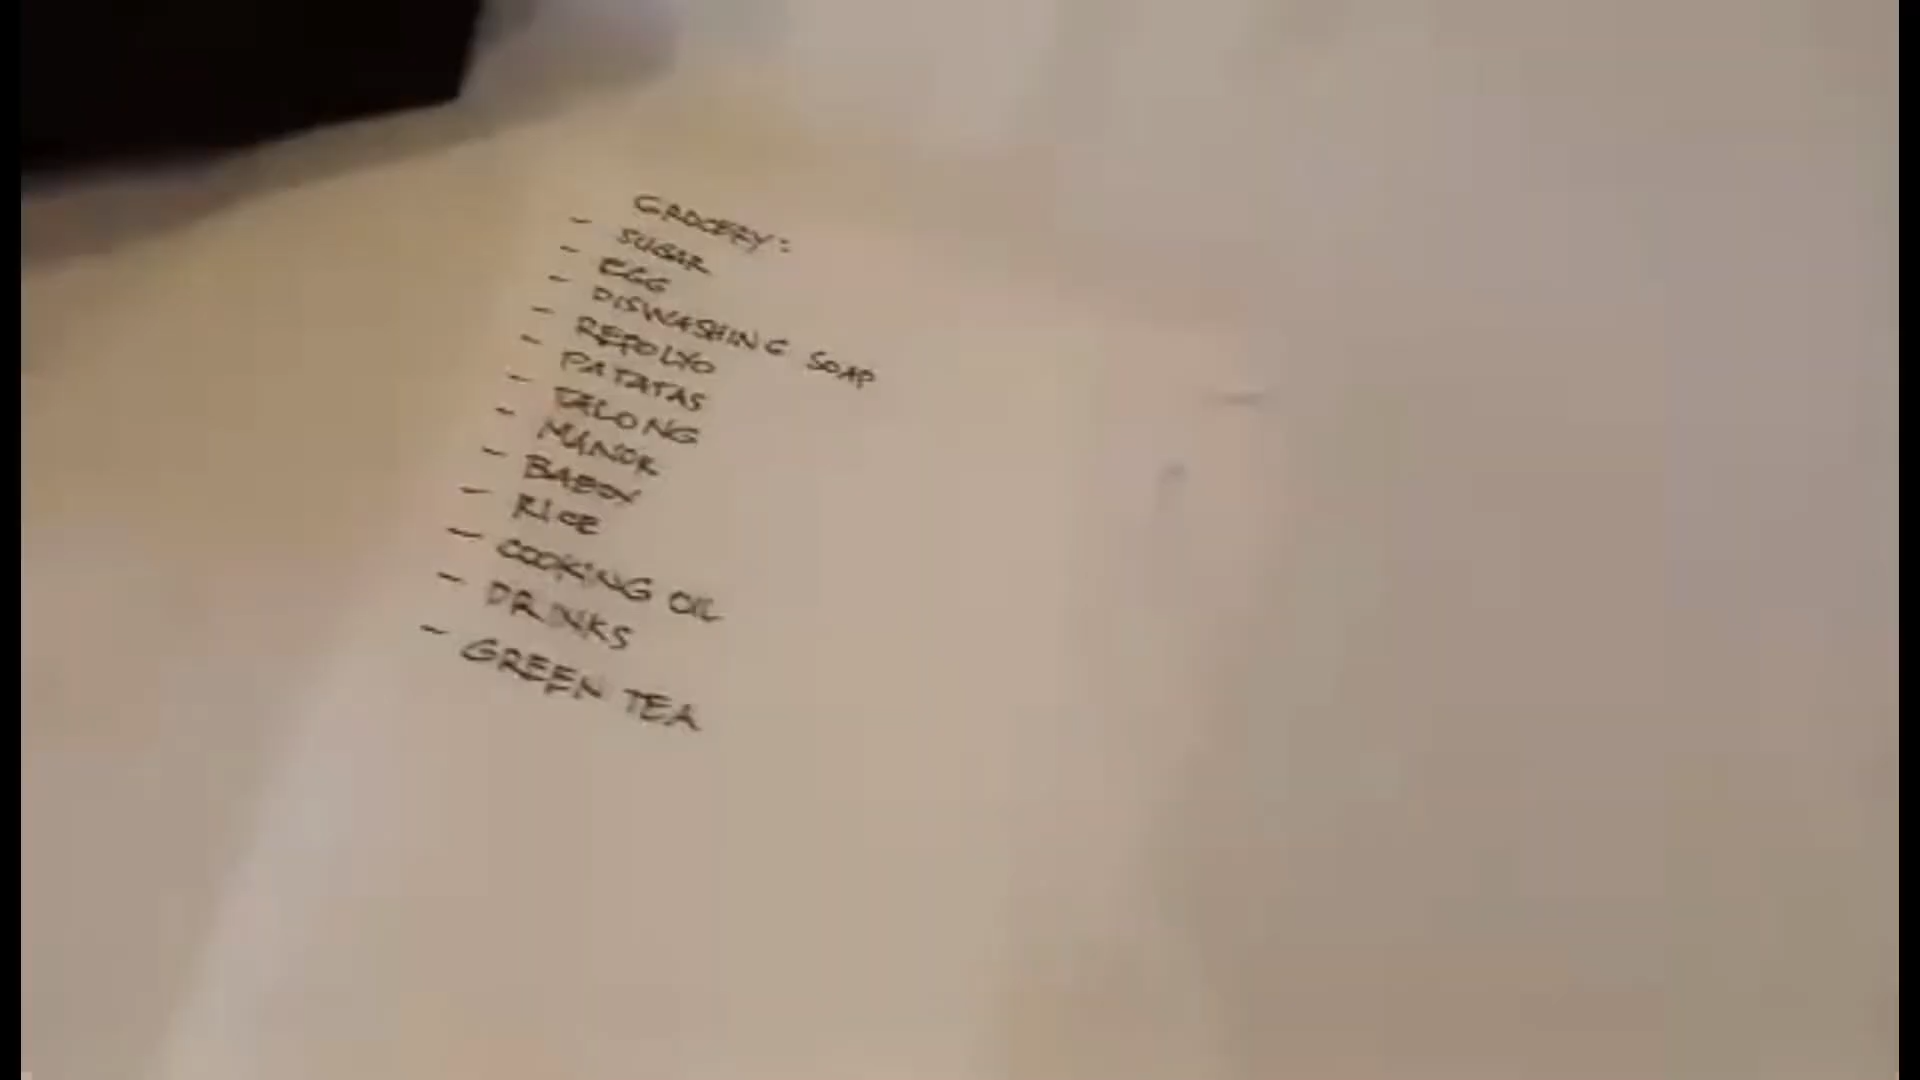 GROCERY:
- SUGAR
- EGG
- DISWASHING SOAP
- REPOLYO
- PATATAS
- TALONG
- MANOK
- BABOY
- RICE
- COOKING OIL
- DRINKS
- GREEN TEA